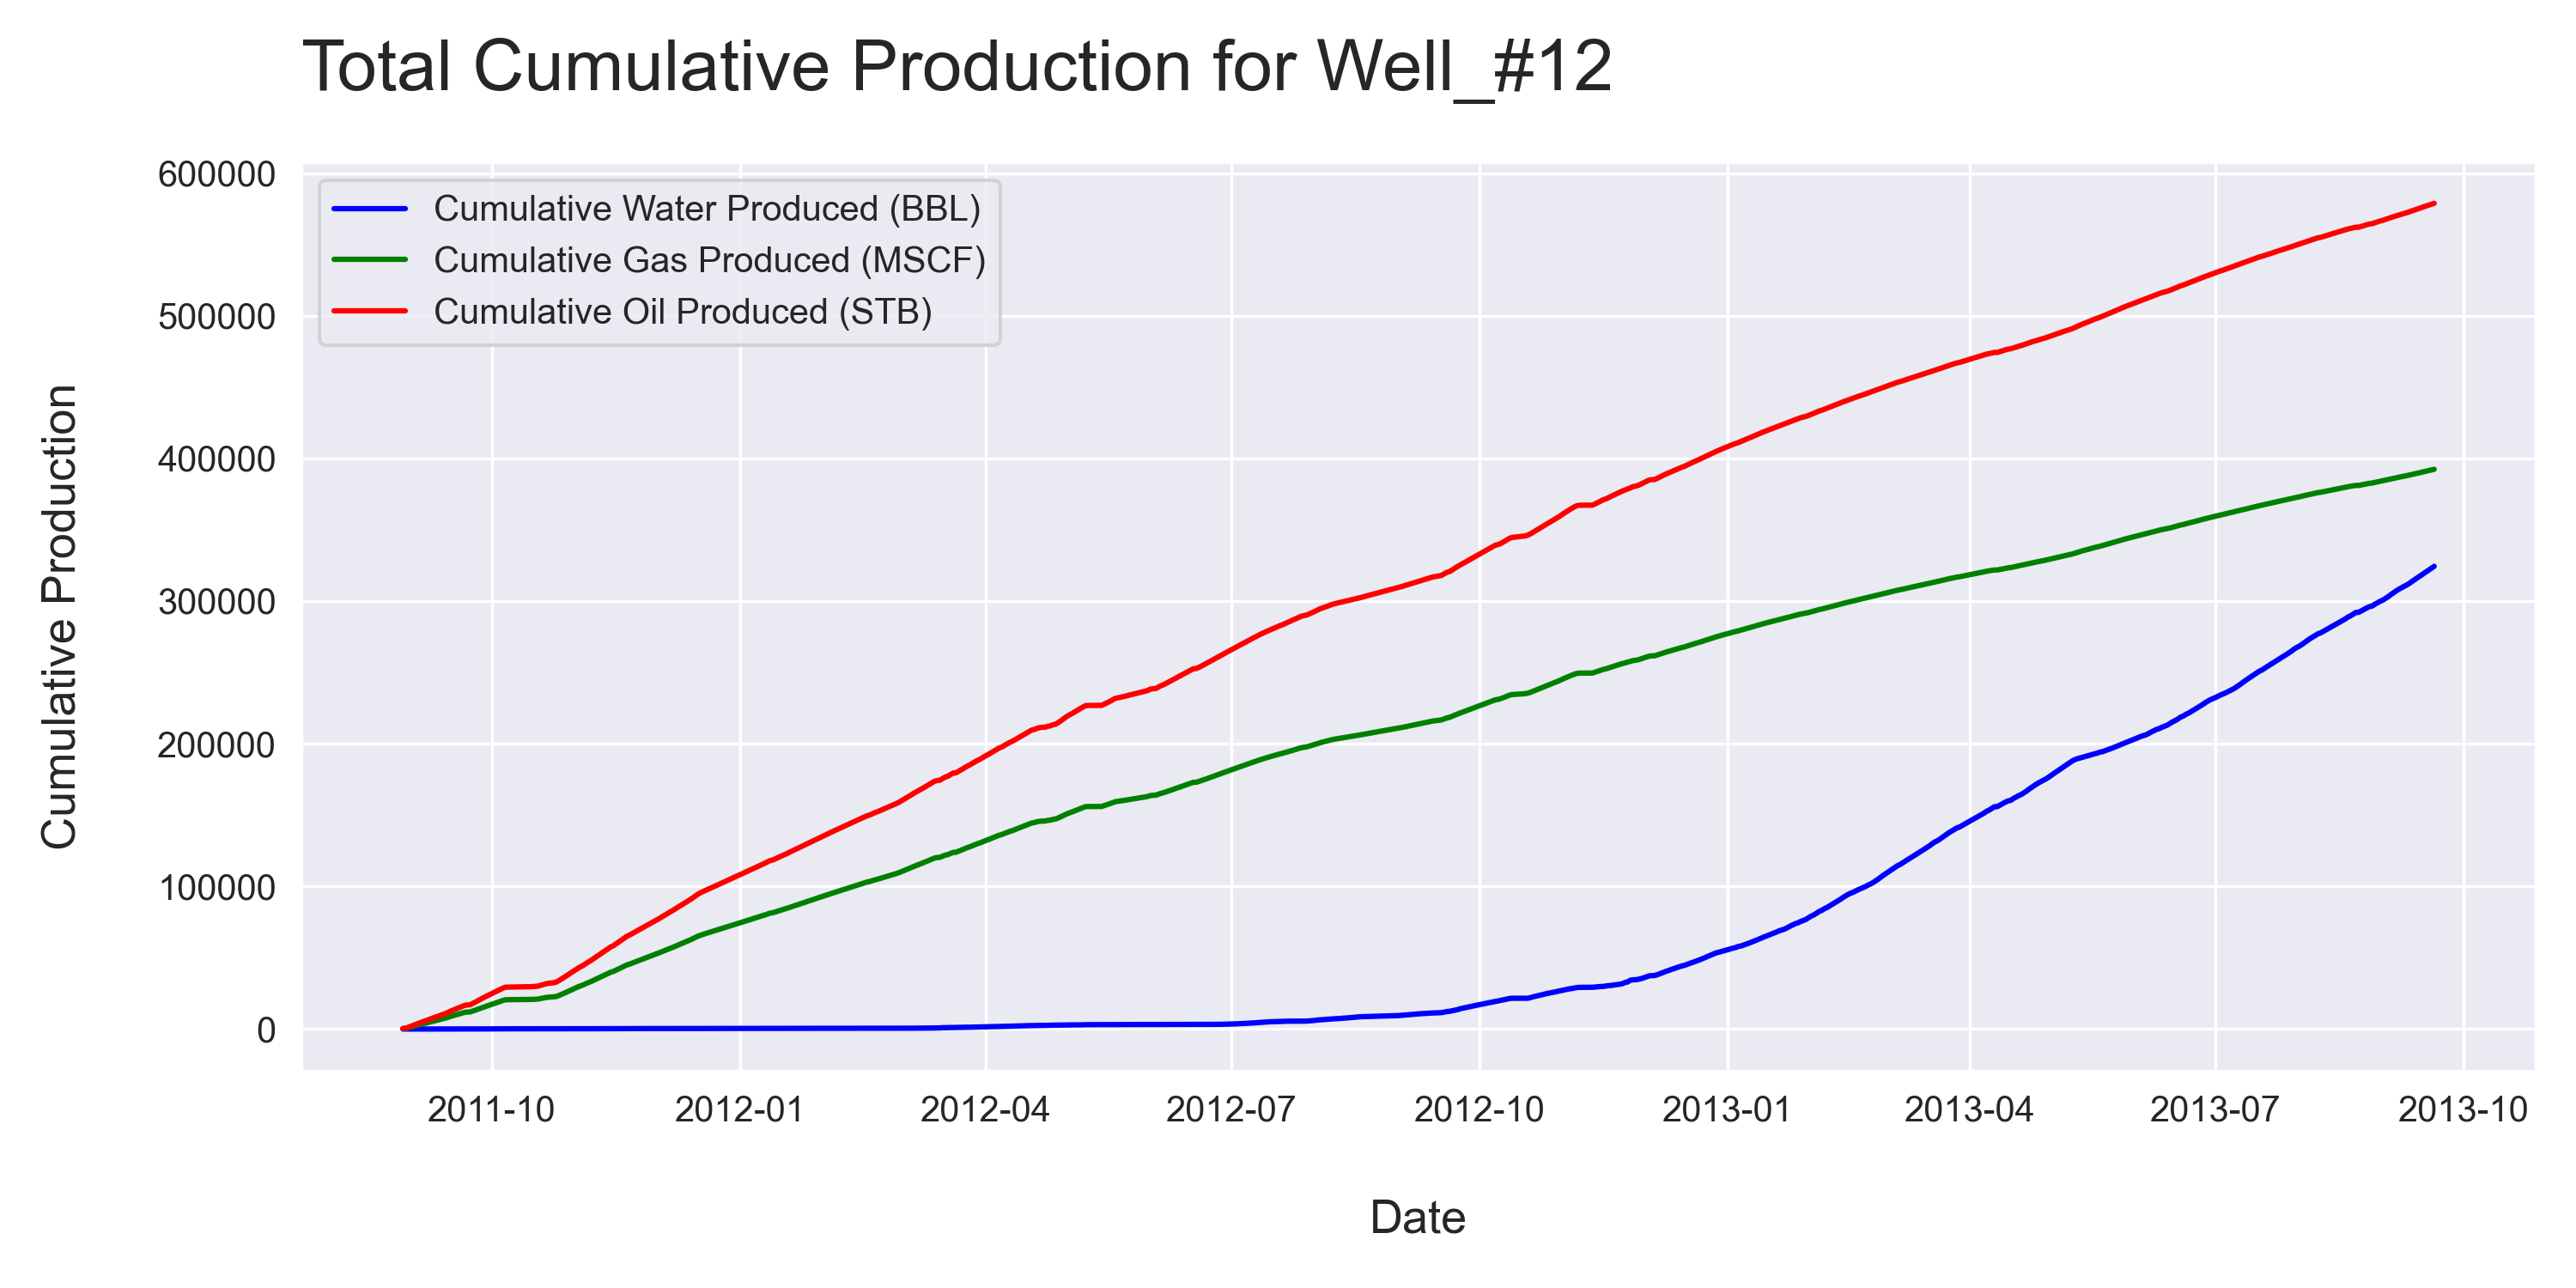 Total Cumulative Production for Well_#12
600000
500000
400000
300000
200000
100000
0
Cumulative Production
Cumulative Water Produced (BBL)
Cumulative Gas Produced (MSCF)
Cumulative Oil Produced (STB)
2011-10 2012-01 2012-04 2012-07 2012-10 2013-01 2013-04 2013-07 2013-10
Date